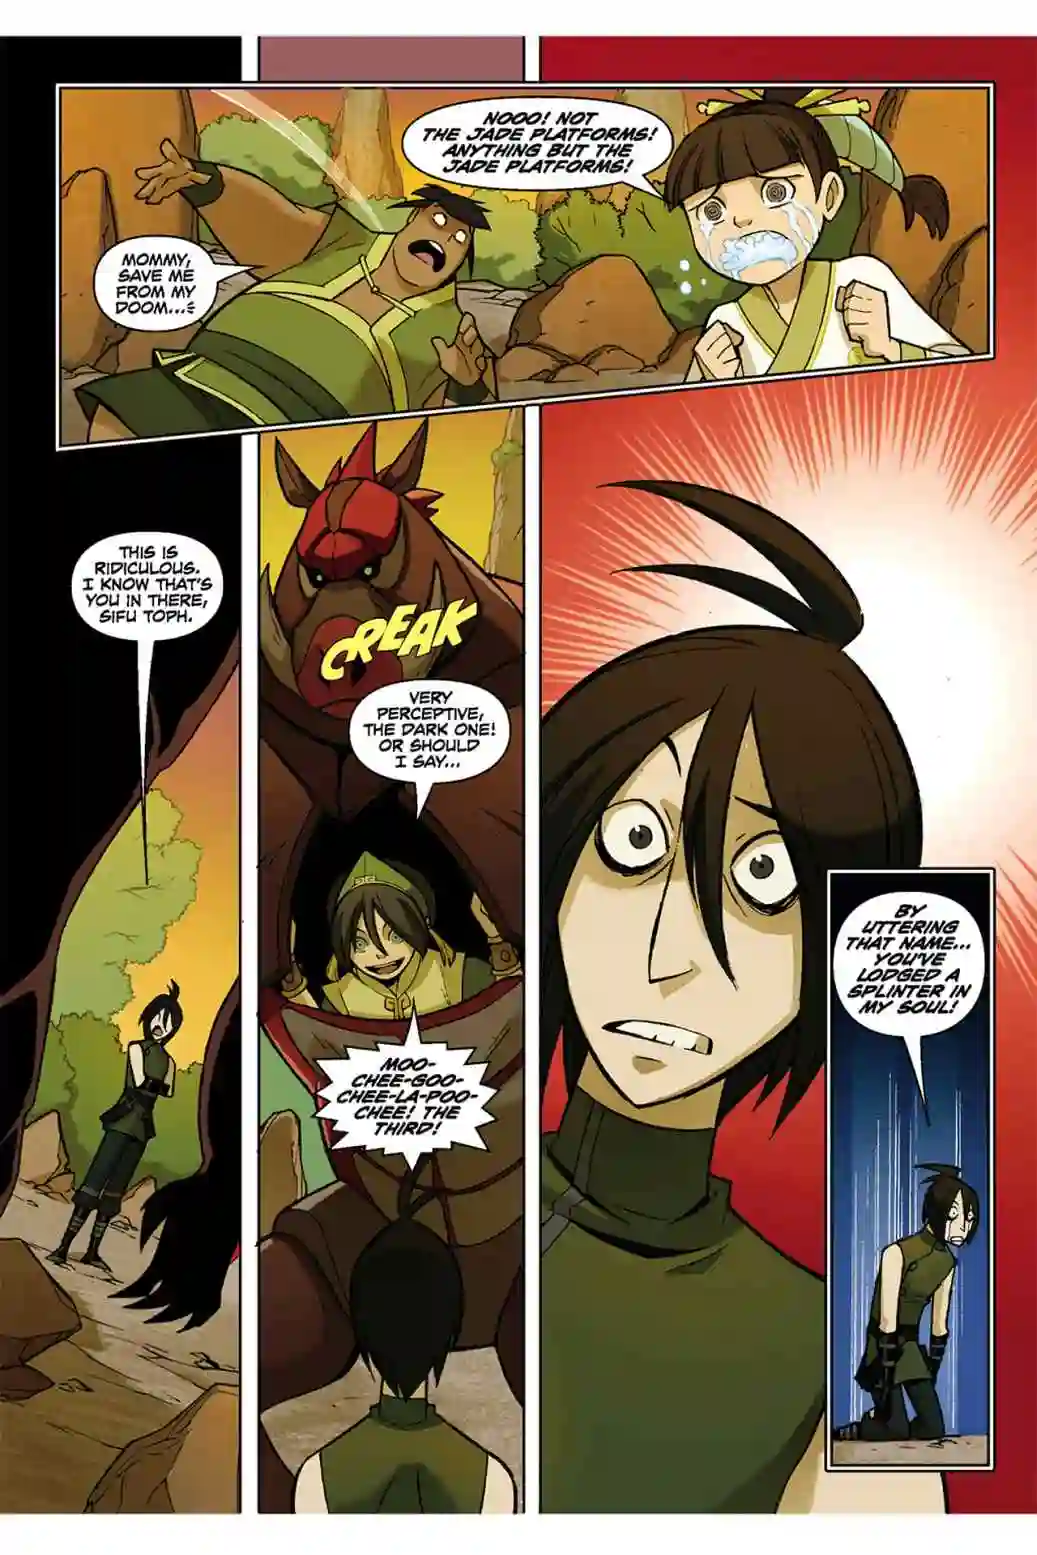 NOOO! NOT
THE JADE PLATFORMS!
ANYTHING BUT THE
JADE PLATFORMS!
MOMMY,
SAVE ME
FROM MY
DOOM...
THIS IS
RIDICULOUS.
I KNOW THAT'S
YOU IN THERE,
SIFU TOPH.
CREAK
VERY
PERCEPTIVE,
THE DARK ONE!
OR SHOULD
I SAY...
MOO-
CHEE-GOO-
CHEE-LA-POO-
CHEE! THE
THIRD!
BY
UTTERING
THAT NAME...
YOU'VE
LODGED A
SPLINTER IN
MY SOUL!